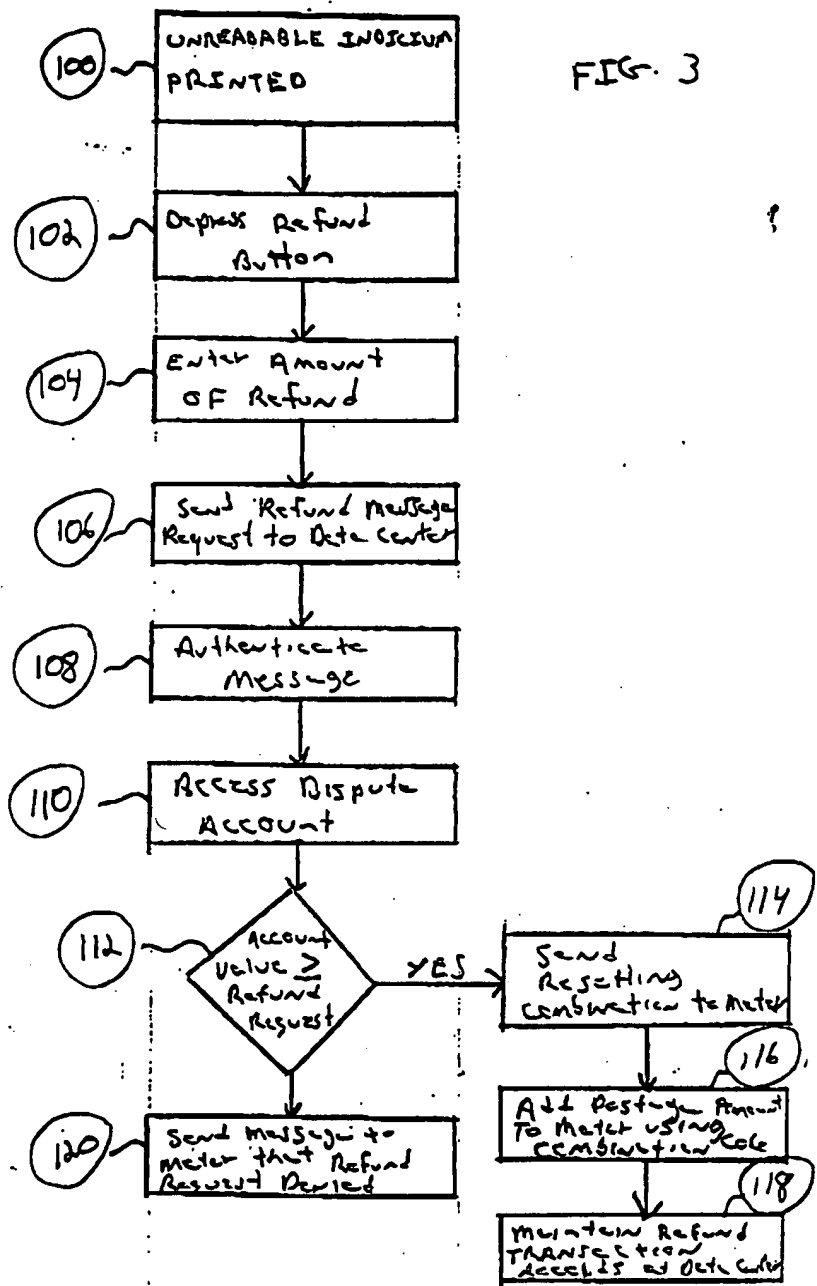 FIG. 3
100
UNREADABLE INDICIUM
PRINTED
102
Depress Refund
Button
104
Enter Amount
OF Refund
106
Send Refund Message
Request to Data Center
108
Authenticate
Message
110
Access Dispute
Account
112
Account
Value ≥
Refund
Request
YES
114
Send
Resetting
Combination to Meter
116
Add Postage Amount
To Meter using
Combination Code
118
Maintain Refund
TRANSACTION
Records at Data Center
120
Send Message to
Meter that Refund
Request Denied